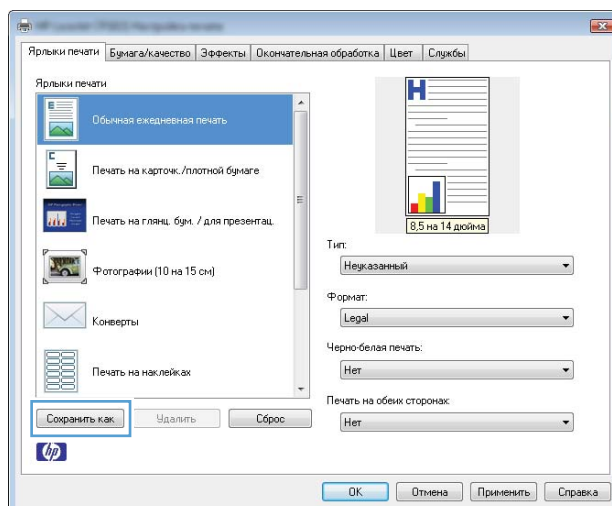 Ярлыки печати
Бумага/качество
Эффекты
Окончательная обработка
Цвет
Службы
Ярлыки печати
Обычная ежедневная печать
Печать на карточк./плотной бумаге
Печать на глянц. бум. / для презентац.
Фотографии (10 на 15 см)
Конверты
Печать на наклейках
Сохранить как
Удалить
Сброс
8,5 на 14 дюйма
Тип:
Неуказанный
Формат:
Legal
Черно-белая печать:
Нет
Печать на обеих сторонах:
Нет
hp
OK
Отмена
Применить
Справка